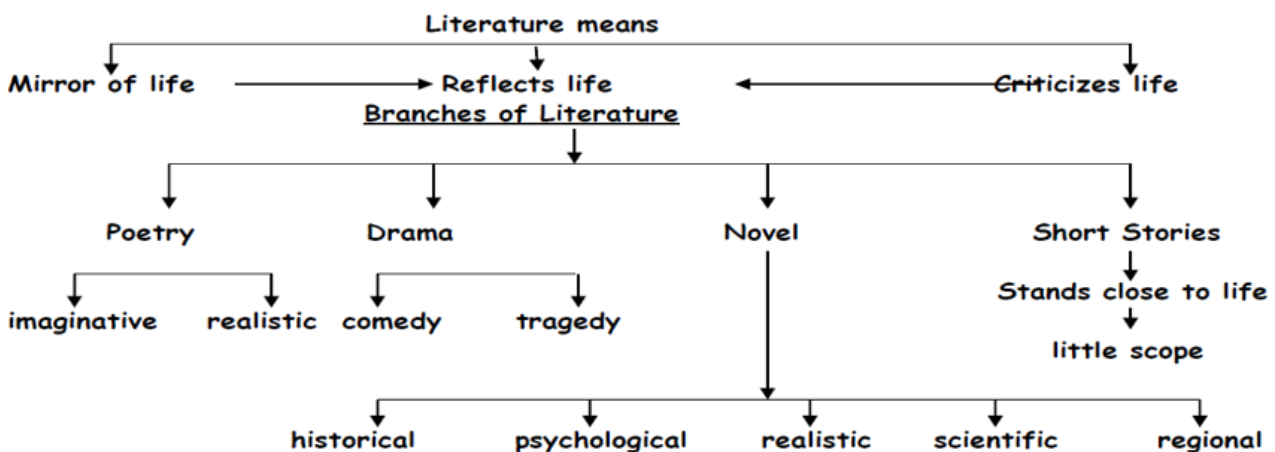 Literature means
Mirror of life Reflects life Criticizes life
Branches of Literature
Poetry Drama Novel Short Stories
Stands close to life
imaginative realistic comedy tragedy
little scope
historical psychological realistic scientific regional